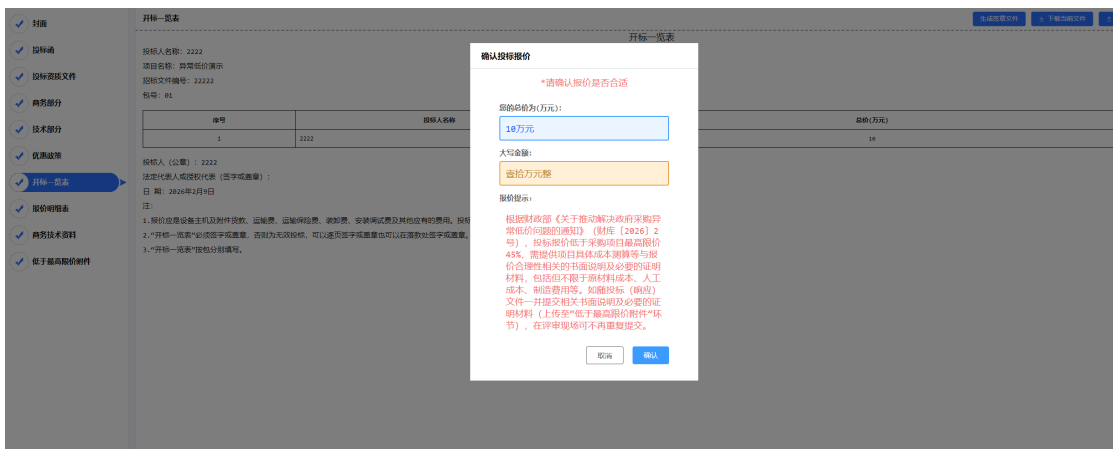 封面
投标函
投标资质文件
商务部分
技术部分
优惠政策
开标一览表
报价明细表
商务技术资料
低于最高限价附件
开标一览表
生成签章文件
下载当前文件
开标一览表
投标人名称: 2222
项目名称: 异常低价演示
招标文件编号: 22222
包号: 01
序号
投标人名称
总价(万元)
1
2222
10
投标人（公章）: 2222
法定代表人或授权代表（签字或盖章）:
日 期: 2026年2月9日
注:
1.报价应是设备主机及附件货款、运输费、运输保险费、装卸费、安装调试费及其他应有的费用。投标
2.“开标一览表”必须签字或盖章，否则为无效投标、可以逐页签字或盖章也可以在落款处签字或盖章。
3.“开标一览表”按包分别填写。
确认投标报价
*请确认报价是否合适
您的总价为(万元):
10万元
大写金额:
壹拾万元整
报价提示:
根据财政部《关于推动解决政府采购异
常低价问题的通知》（财库〔2026〕2
号），投标报价低于采购项目最高限价
45%，需提供项目具体成本测算等与报
价合理性相关的书面说明及必要的证明
材料，包括但不限于原材料成本、人工
成本、制造费用等。如随投标（响应）
文件一并提交相关书面说明及必要的证
明材料（上传至“低于最高限价附件“环
节），在评审现场可不再重复提交。
取消
确认